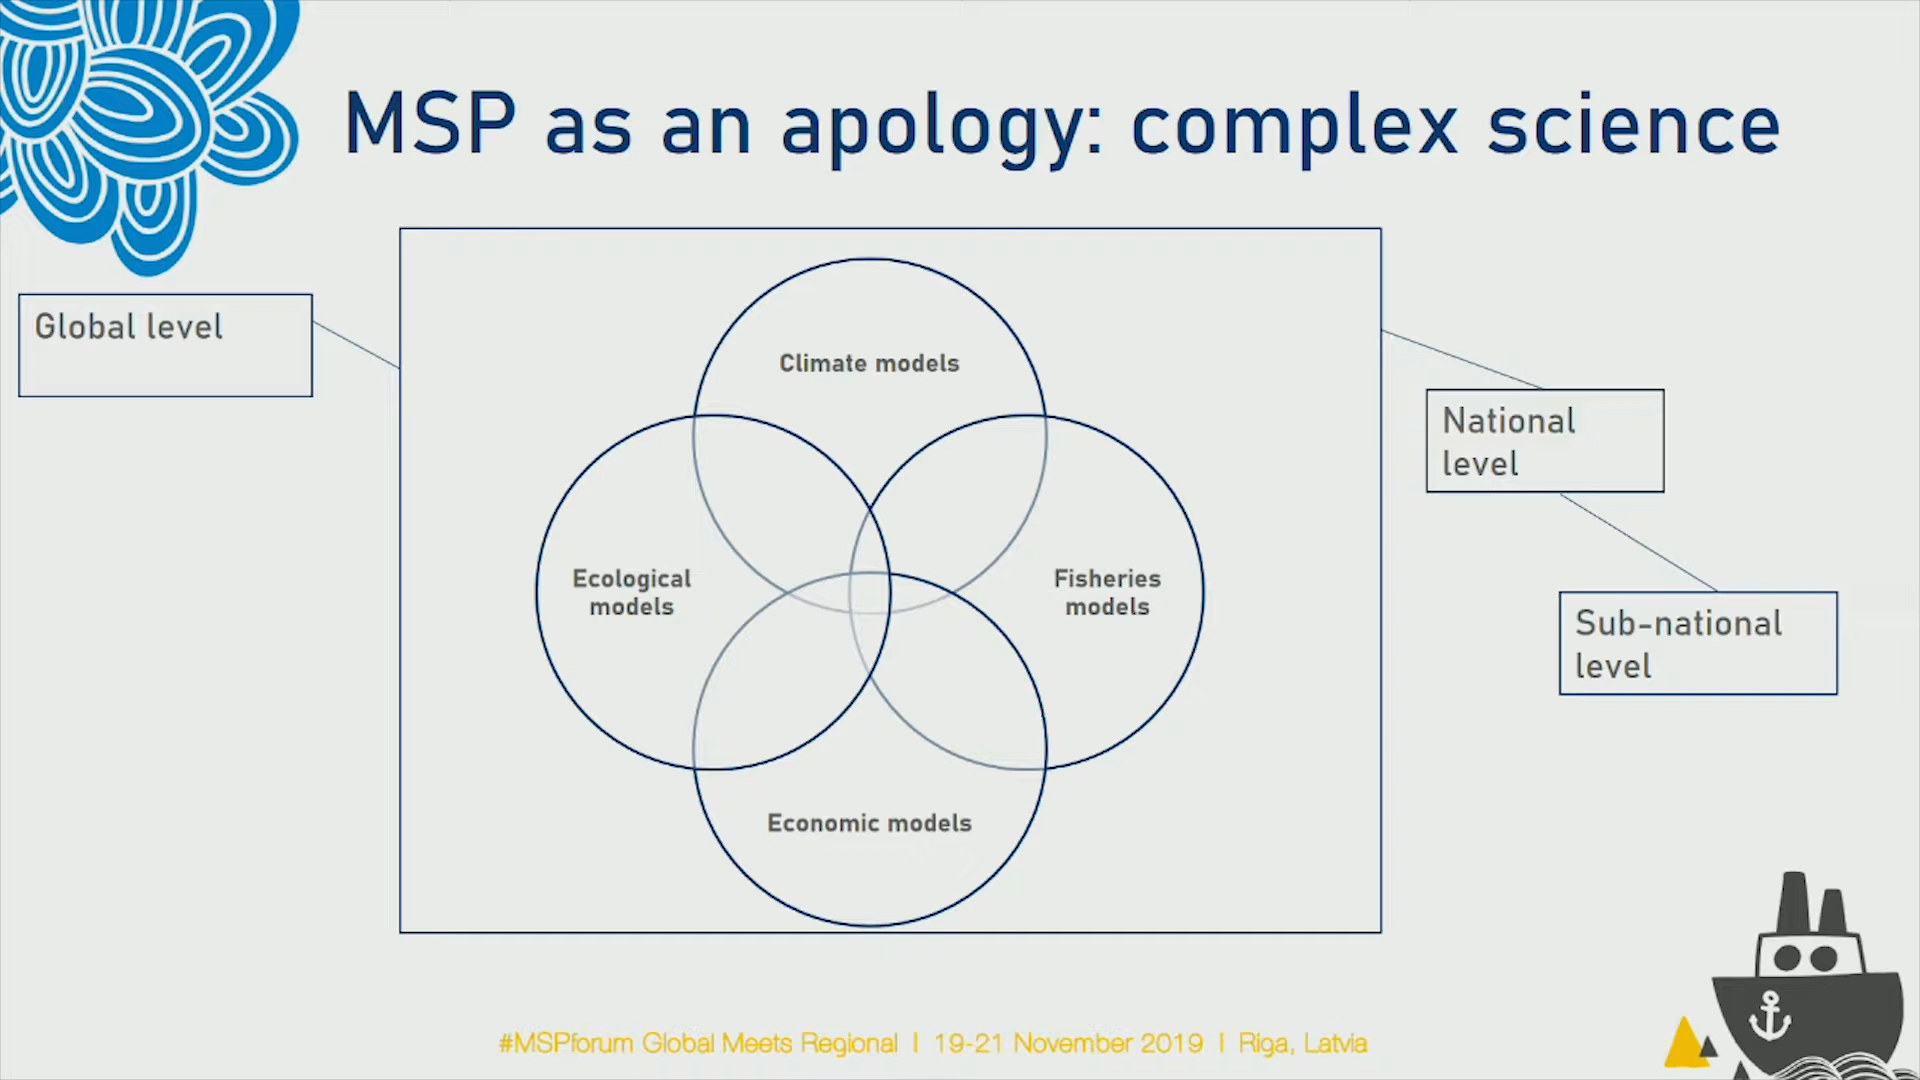 MSP as an apology: complex science
Global level
Climate models
National
level
Ecological
models
Fisheries
models
Sub-national
level
Economic models
#MSPforum Global Meets Regional | 19-21 November 2019 | Riga, Latvia